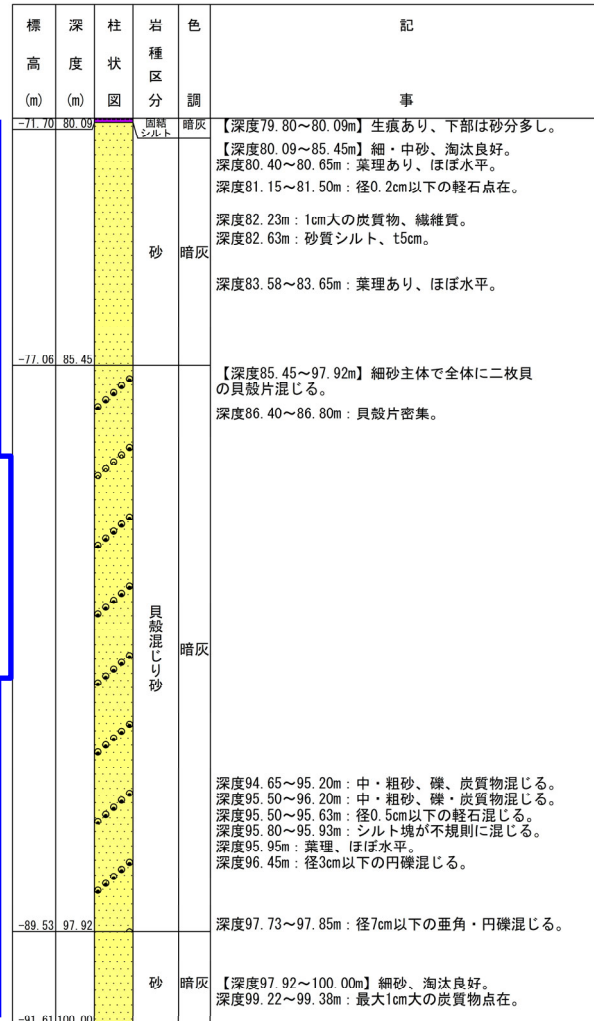 標高(m) 深度(m) 柱状図 岩種区分 色調 記事
-71.70 80.09 固結シルト 暗灰 【深度79.80～80.09m】生痕あり、下部は砂分多し。
【深度80.09～85.45m】細・中砂、淘汰良好。
深度80.40～80.65m：葉理あり、ほぼ水平。
深度81.15～81.50m：径0.2cm以下の軽石点在。
深度82.23m：1cm大の炭質物、繊維質。
深度82.63m：砂質シルト、t5cm。
砂 暗灰
深度83.58～83.65m：葉理あり、ほぼ水平。
-77.06 85.45
【深度85.45～97.92m】細砂主体で全体に二枚貝
の貝殻片混じる。
深度86.40～86.80m：貝殻片密集。
貝殻混じり砂 暗灰
深度94.65～95.20m：中・粗砂、礫、炭質物混じる。
深度95.50～96.20m：中・粗砂、礫・炭質物混じる。
深度95.50～95.63m：径0.5cm以下の軽石混じる。
深度95.80～95.93m：シルト塊が不規則に混じる。
深度95.95m：葉理、ほぼ水平。
深度96.45m：径3cm以下の円礫混じる。
-89.53 97.92 深度97.73～97.85m：径7cm以下の亜角・円礫混じる。
砂 暗灰 【深度97.92～100.00m】細砂、淘汰良好。
深度99.22～99.38m：最大1cm大の炭質物点在。
-91.61 100.00